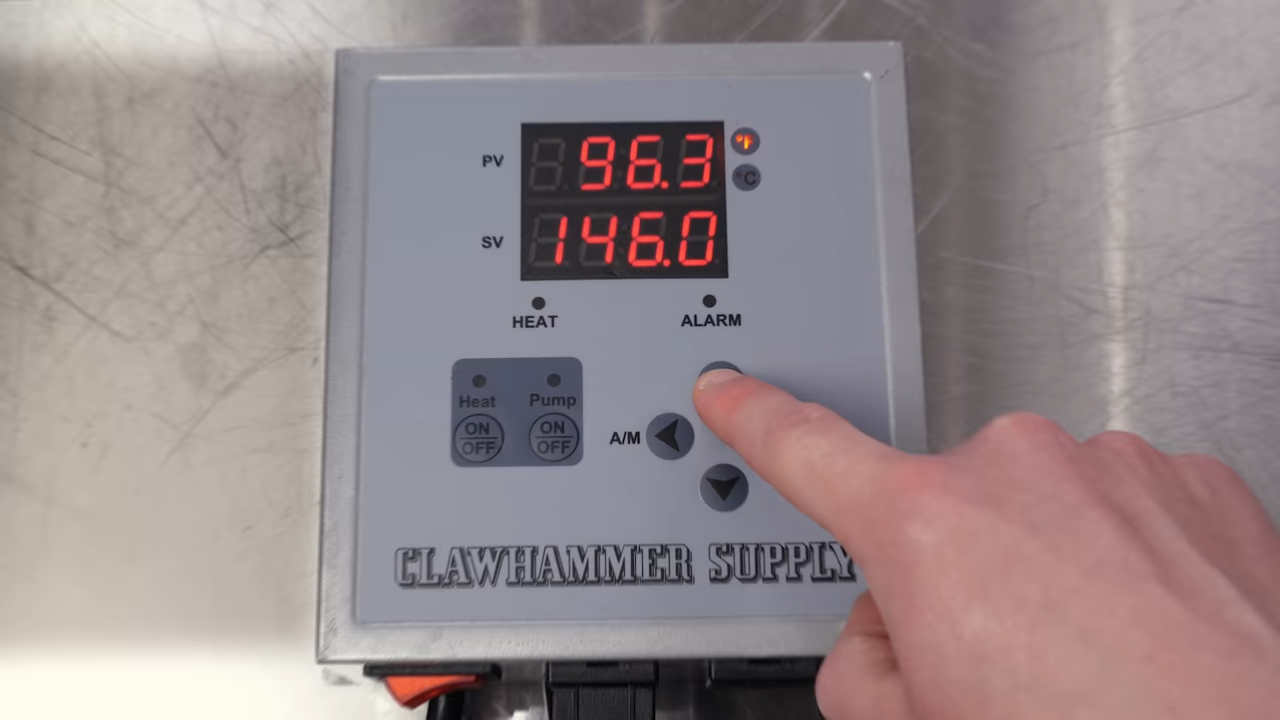 PV 96.3 °F
°C
SV 146.0
HEAT ALARM
Heat Pump
ON OFF ON OFF
A/M
CLAWHAMMER SUPPLY